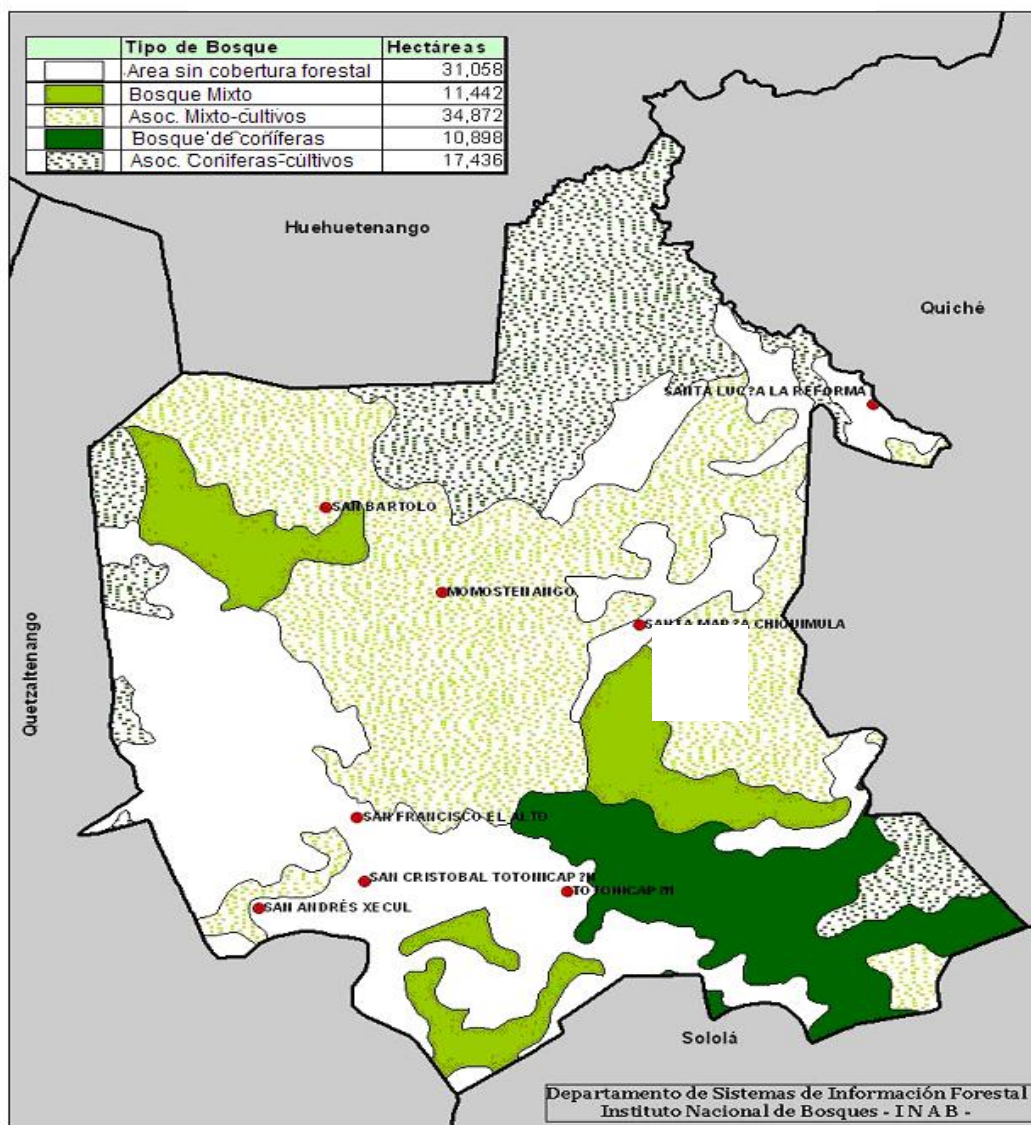 Tipo de Bosque Hectáreas
Area sin cobertura forestal 31,058
Bosque Mixto 11,442
Asoc. Mixto-cultivos 34,872
Bosque de coníferas 10,898
Asoc. Coníferas-cultivos 17,436
Huehuetenango
Quiché
SANTA LUC?A LA REFORMA
SAN BARTOLO
MOMOSTENANGO
SANTA MAR?A CHIQUIMULA
Quetzaltenango
SAN FRANCISCO EL ALTO
SAN CRISTOBAL TOTONICAP?N
TOTONICAP?N
SAN ANDRÉS XECUL
Sololá
Departamento de Sistemas de Información Forestal
Instituto Nacional de Bosques - I N A B -